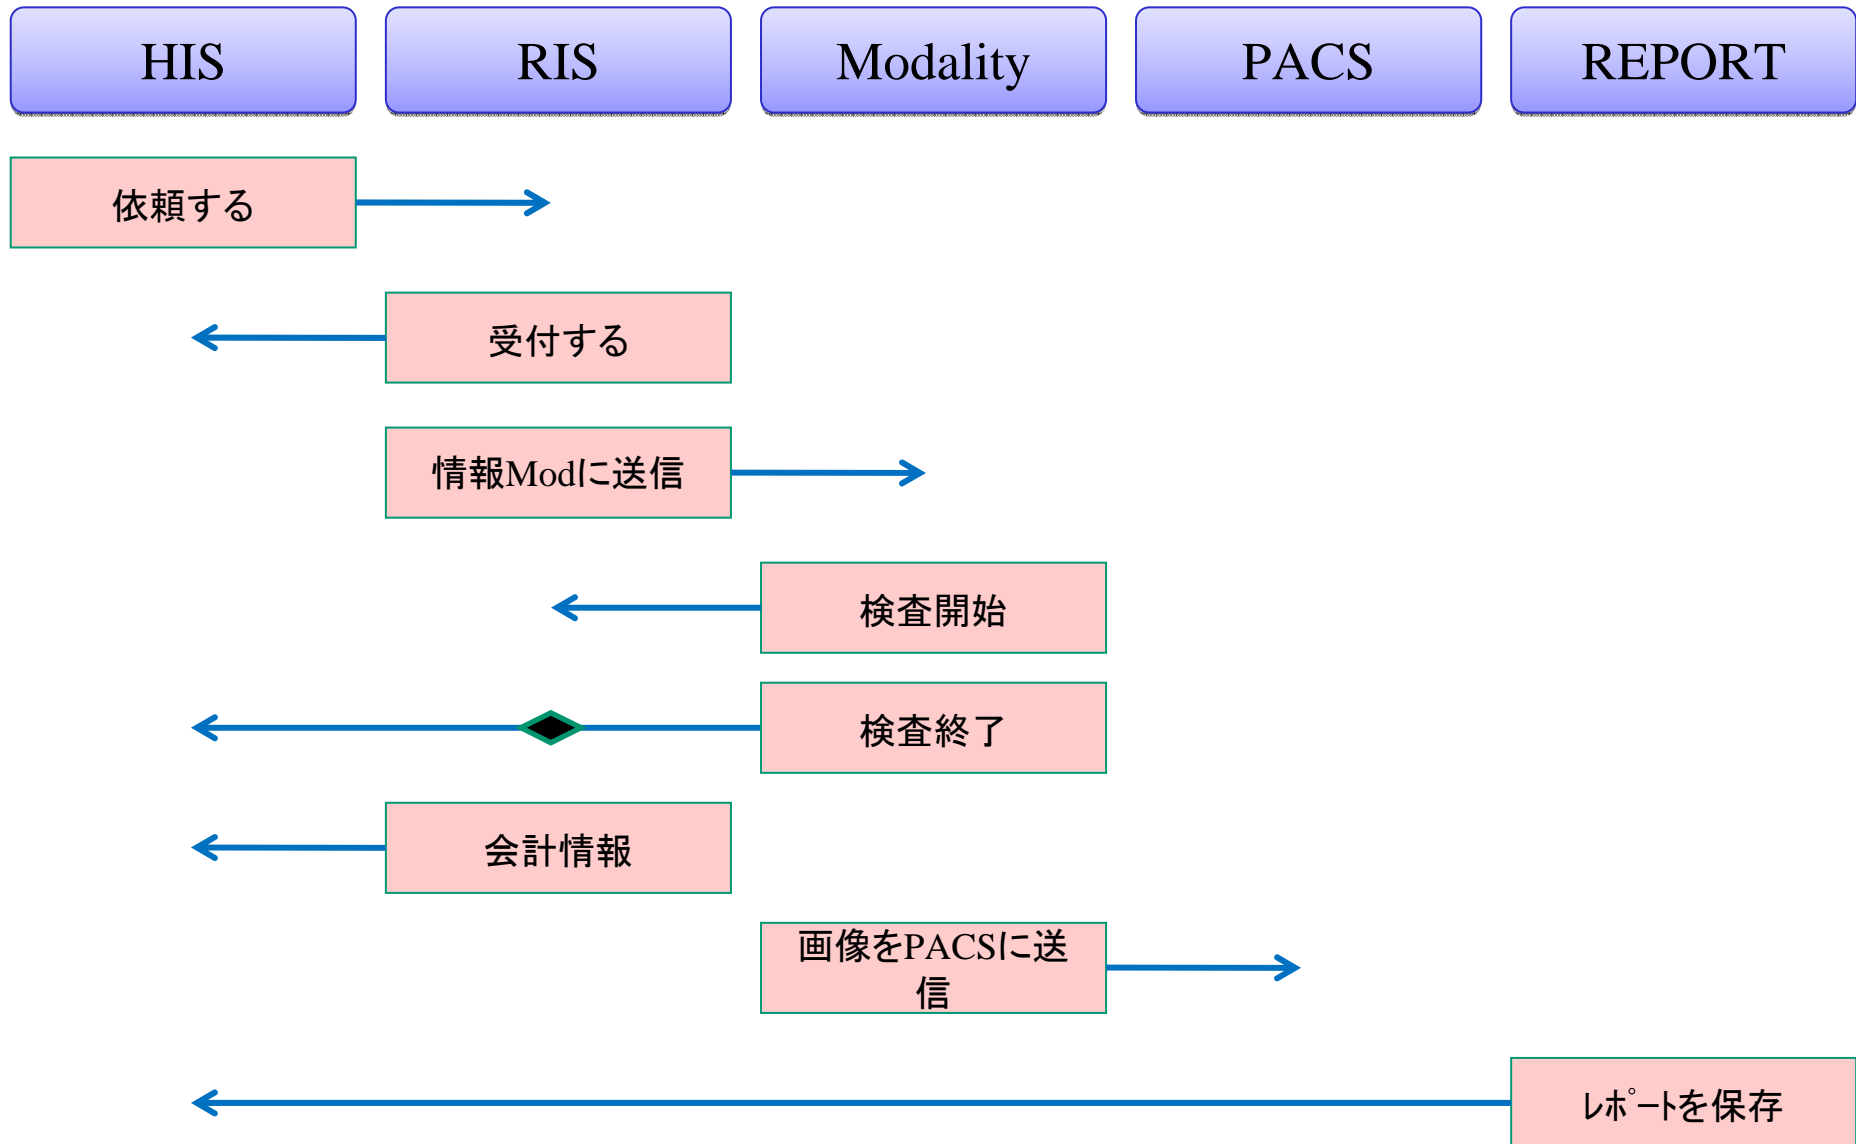 HIS
RIS
Modality
PACS
REPORT
依頼する
受付する
情報Modに送信
検査開始
検査終了
会計情報
画像をPACSに送
信
ﾚﾎﾟｰﾄを保存